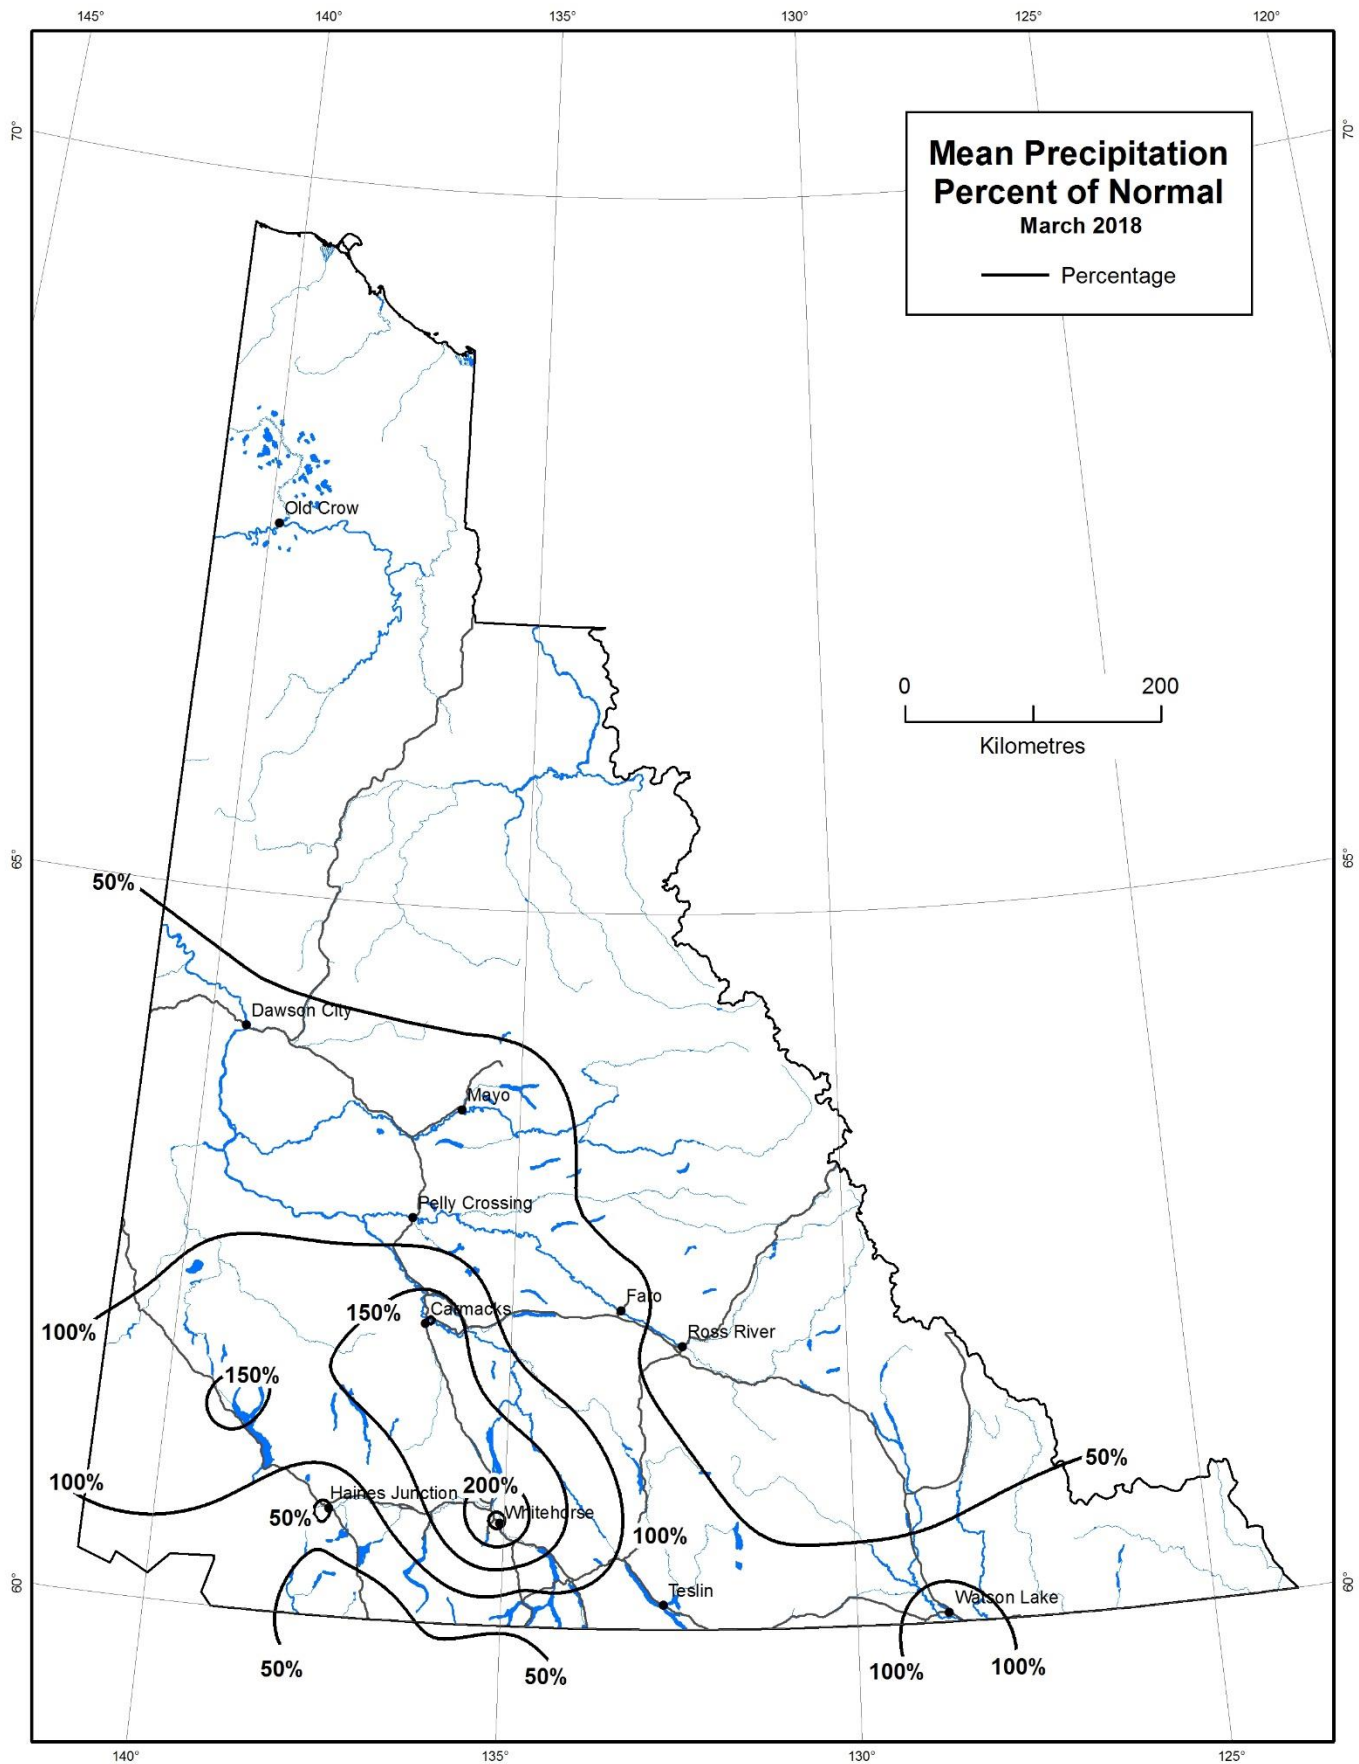 145°
140°
135°
130°
125°
120°
70°
70°
Mean Precipitation
Percent of Normal
March 2018
Percentage
Old Crow
0
200
Kilometres
65°
65°
50%
Dawson City
Mayo
Pelly Crossing
150%
Carmacks
Faro
100%
Ross River
150%
50%
100%
200%
Haines Junction
50%
Whitehorse
100%
60°
60°
Teslin
Watson Lake
50%
50%
100%
100%
140°
135°
130°
125°